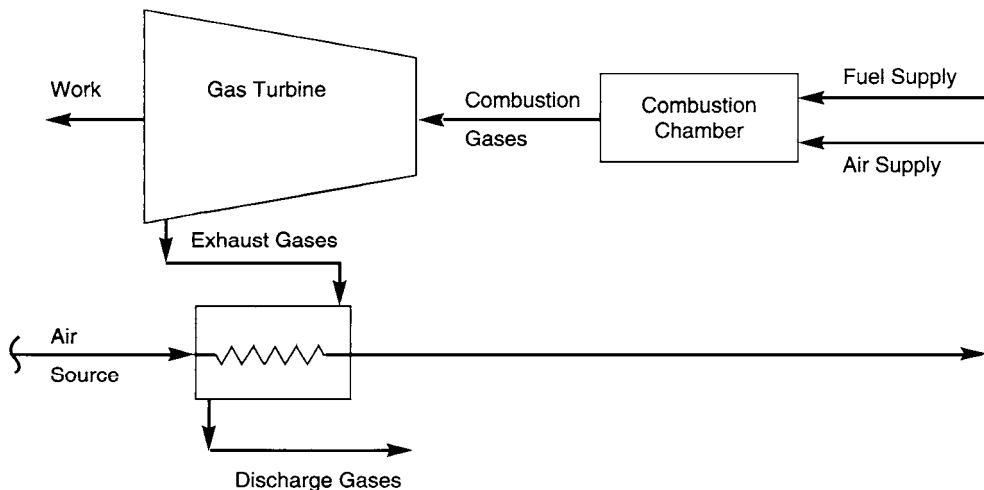 Work
Gas Turbine
Combustion
Gases
Combustion
Chamber
Fuel Supply
Air Supply
Exhaust Gases
Air
Source
Discharge Gases